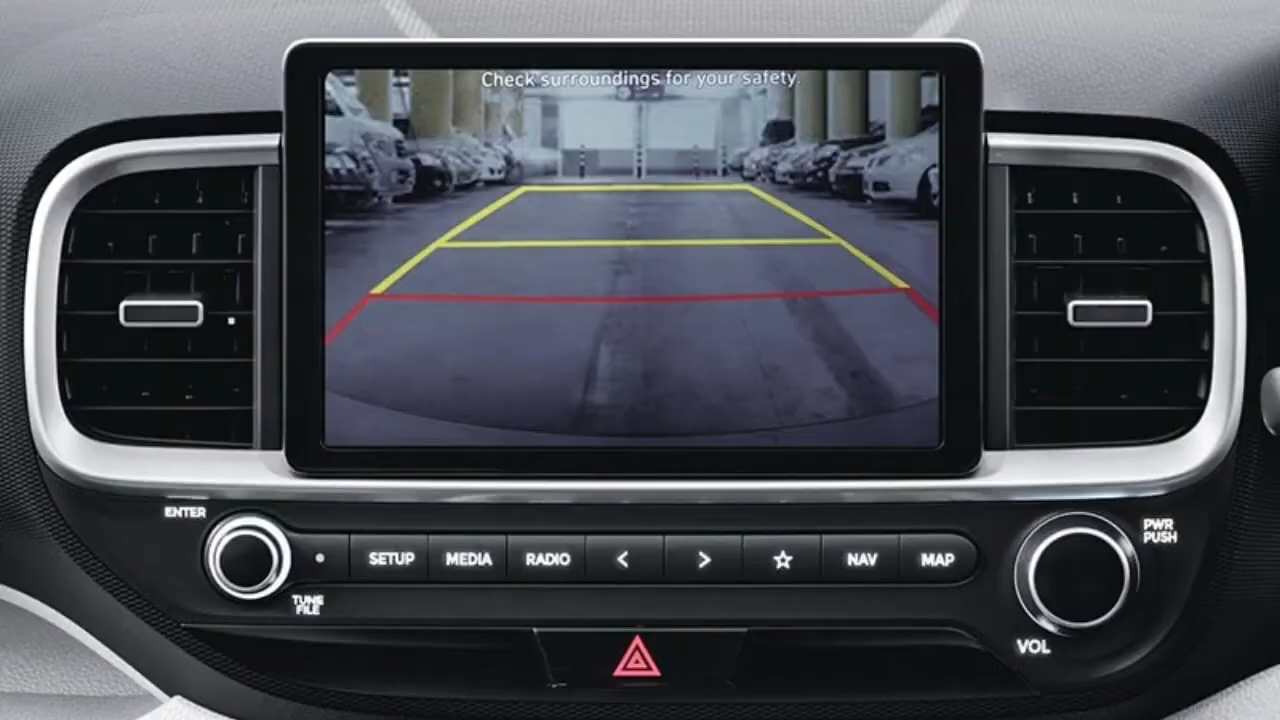 Check surroundings for your safety.
ENTER
TUNE
FILE
SETUP
MEDIA
RADIO
<
>
☆
NAV
MAP
PWR
PUSH
VOL